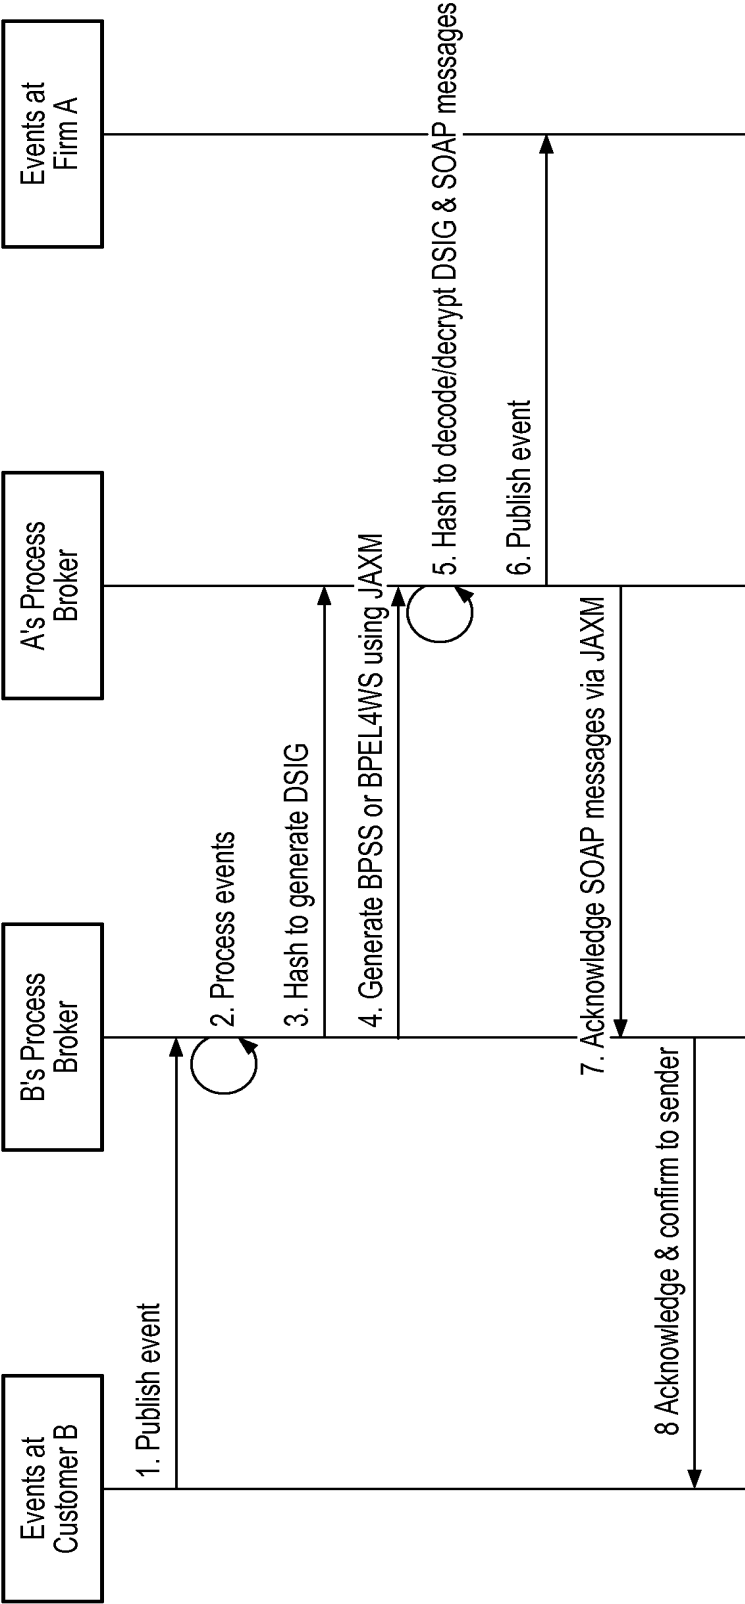 Events at
Customer B
B's Process
Broker
A's Process
Broker
Events at
Firm A
1. Publish event
2. Process events
3. Hash to generate DSIG
4. Generate BPSS or BPEL4WS using JAXM
5. Hash to decode/decrypt DSIG & SOAP messages
6. Publish event
7. Acknowledge SOAP messages via JAXM
8 Acknowledge & confirm to sender